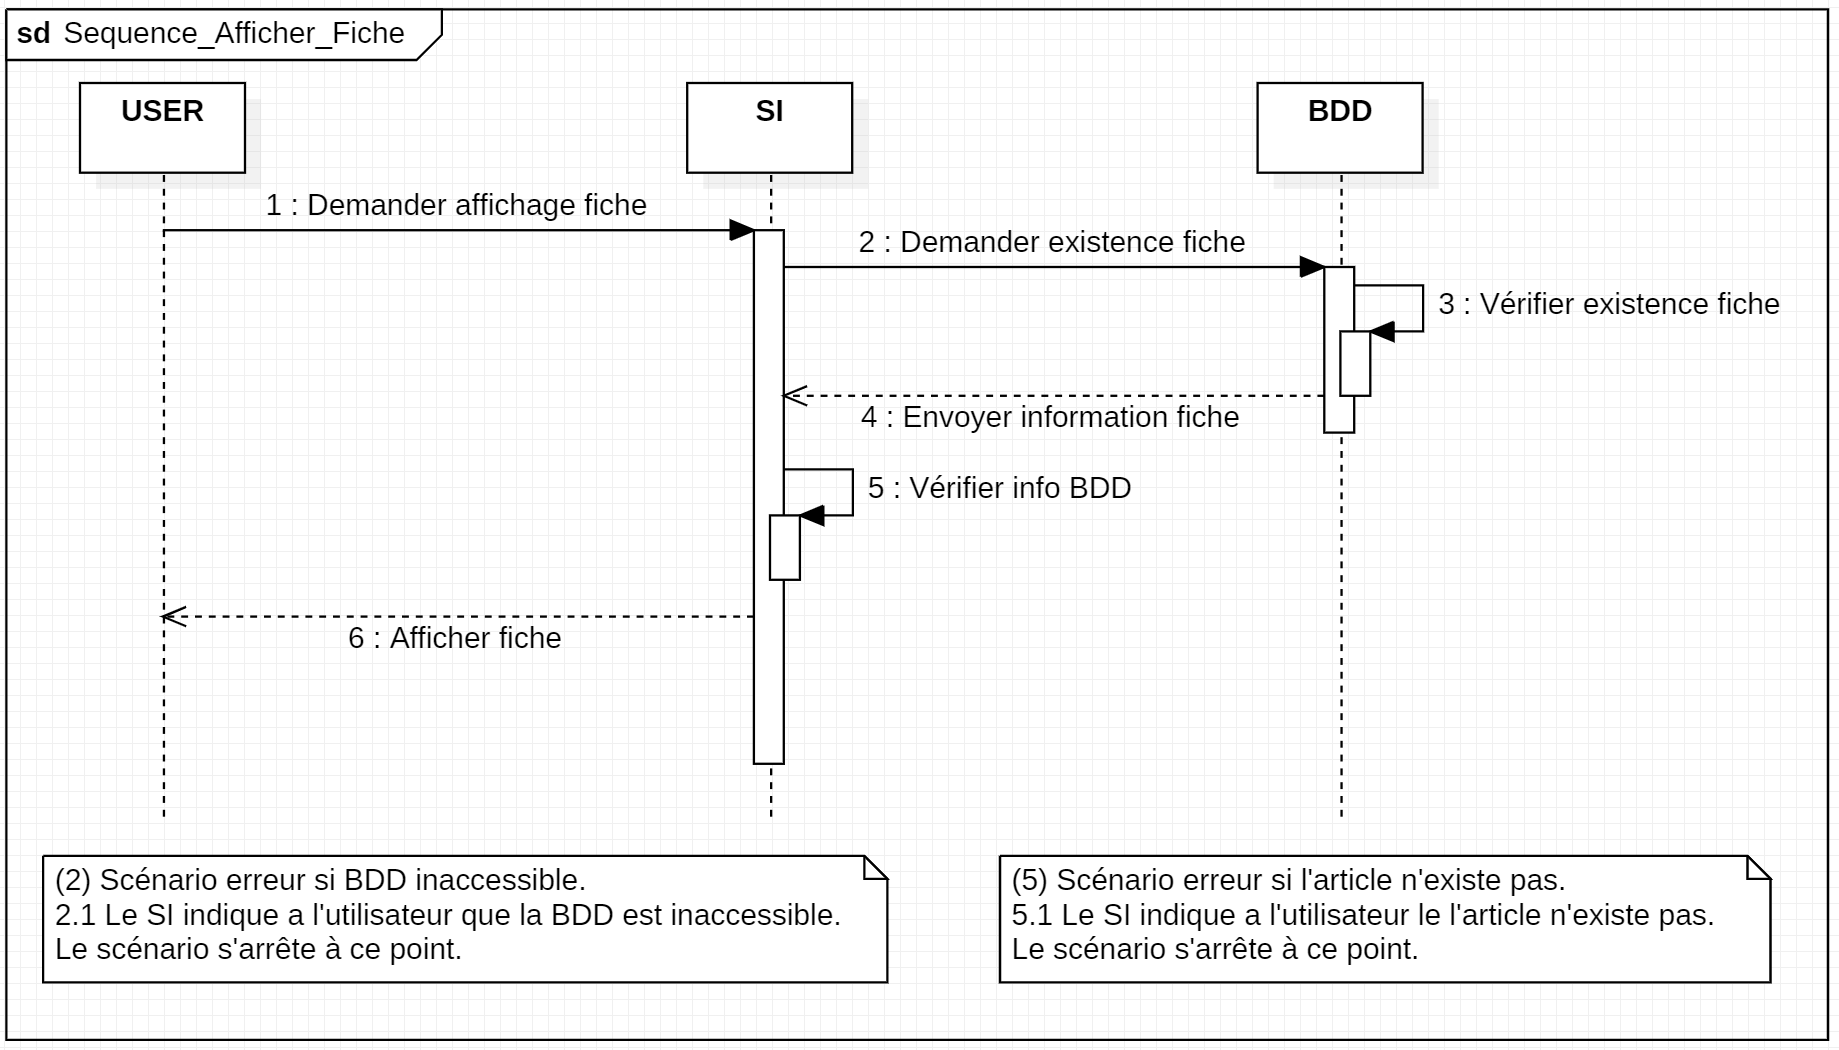 sd Sequence_Afficher_Fiche
USER
SI
BDD
1 : Demander affichage fiche
2 : Demander existence fiche
3 : Vérifier existence fiche
4 : Envoyer information fiche
5 : Vérifier info BDD
6 : Afficher fiche
(2) Scénario erreur si BDD inaccessible.
2.1 Le SI indique a l'utilisateur que la BDD est inaccessible.
Le scénario s'arrête à ce point.
(5) Scénario erreur si l'article n'existe pas.
5.1 Le SI indique a l'utilisateur le l'article n'existe pas.
Le scénario s'arrête à ce point.